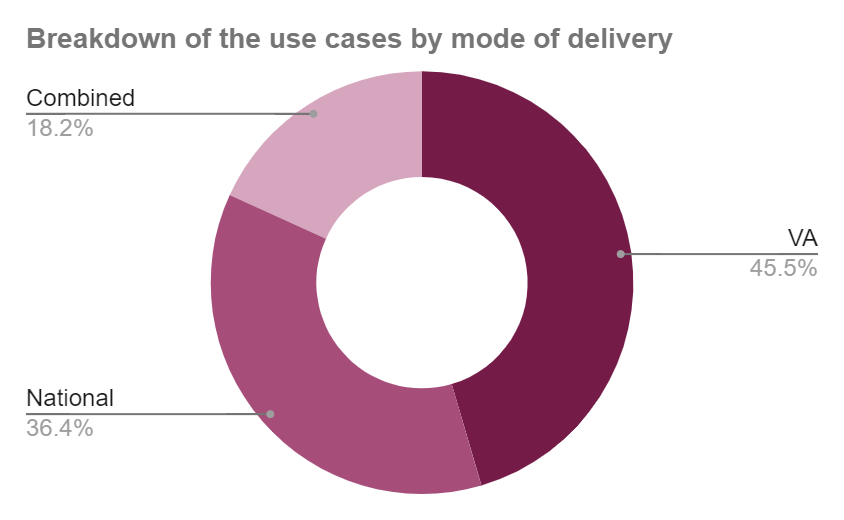 Breakdown of the use cases by mode of delivery
Combined
18.2%
VA
45.5%
National
36.4%